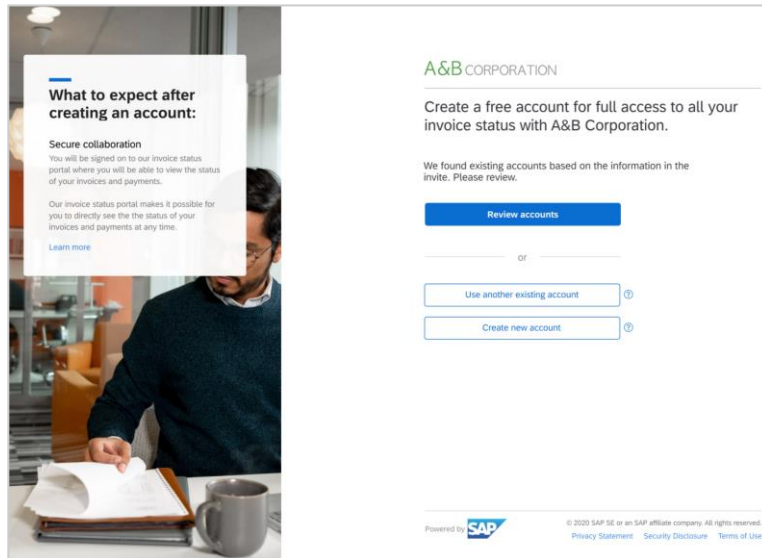 What to expect after
creating an account:
Secure collaboration
You will be signed on to our invoice status
portal where you will be able to view the status
of your invoices and payments.
Our invoice status portal makes it possible for
you to directly see the the status of your
invoices and payments at any time.
Learn more
A&B CORPORATION
Create a free account for full access to all your
invoice status with A&B Corporation.
We found existing accounts based on the information in the
invite. Please review.
Review accounts
or
Use another existing account
Create new account
Powered by SAP
© 2020 SAP SE or an SAP affiliate company. All rights reserved.
Privacy Statement Security Disclosure Terms of Use